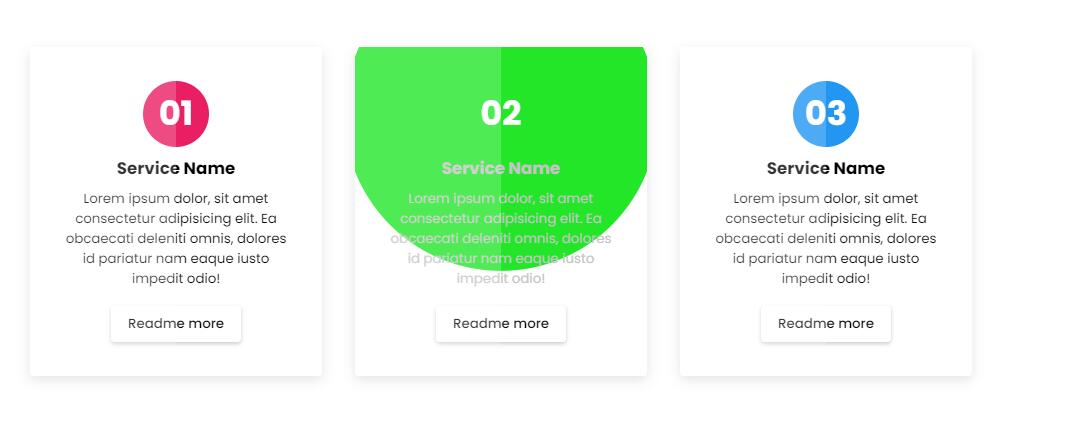 01
Service Name
Lorem ipsum dolor, sit amet
consectetur adipisicing elit. Ea
obcaecati deleniti omnis, dolores
id pariatur nam eaque iusto
impedit odio!
Readme more
02
Service Name
Lorem ipsum dolor, sit amet
consectetur adipisicing elit. Ea
obcaecati deleniti omnis, dolores
id pariatur nam eaque iusto
impedit odio!
Readme more
03
Service Name
Lorem ipsum dolor, sit amet
consectetur adipisicing elit. Ea
obcaecati deleniti omnis, dolores
id pariatur nam eaque iusto
impedit odio!
Readme more